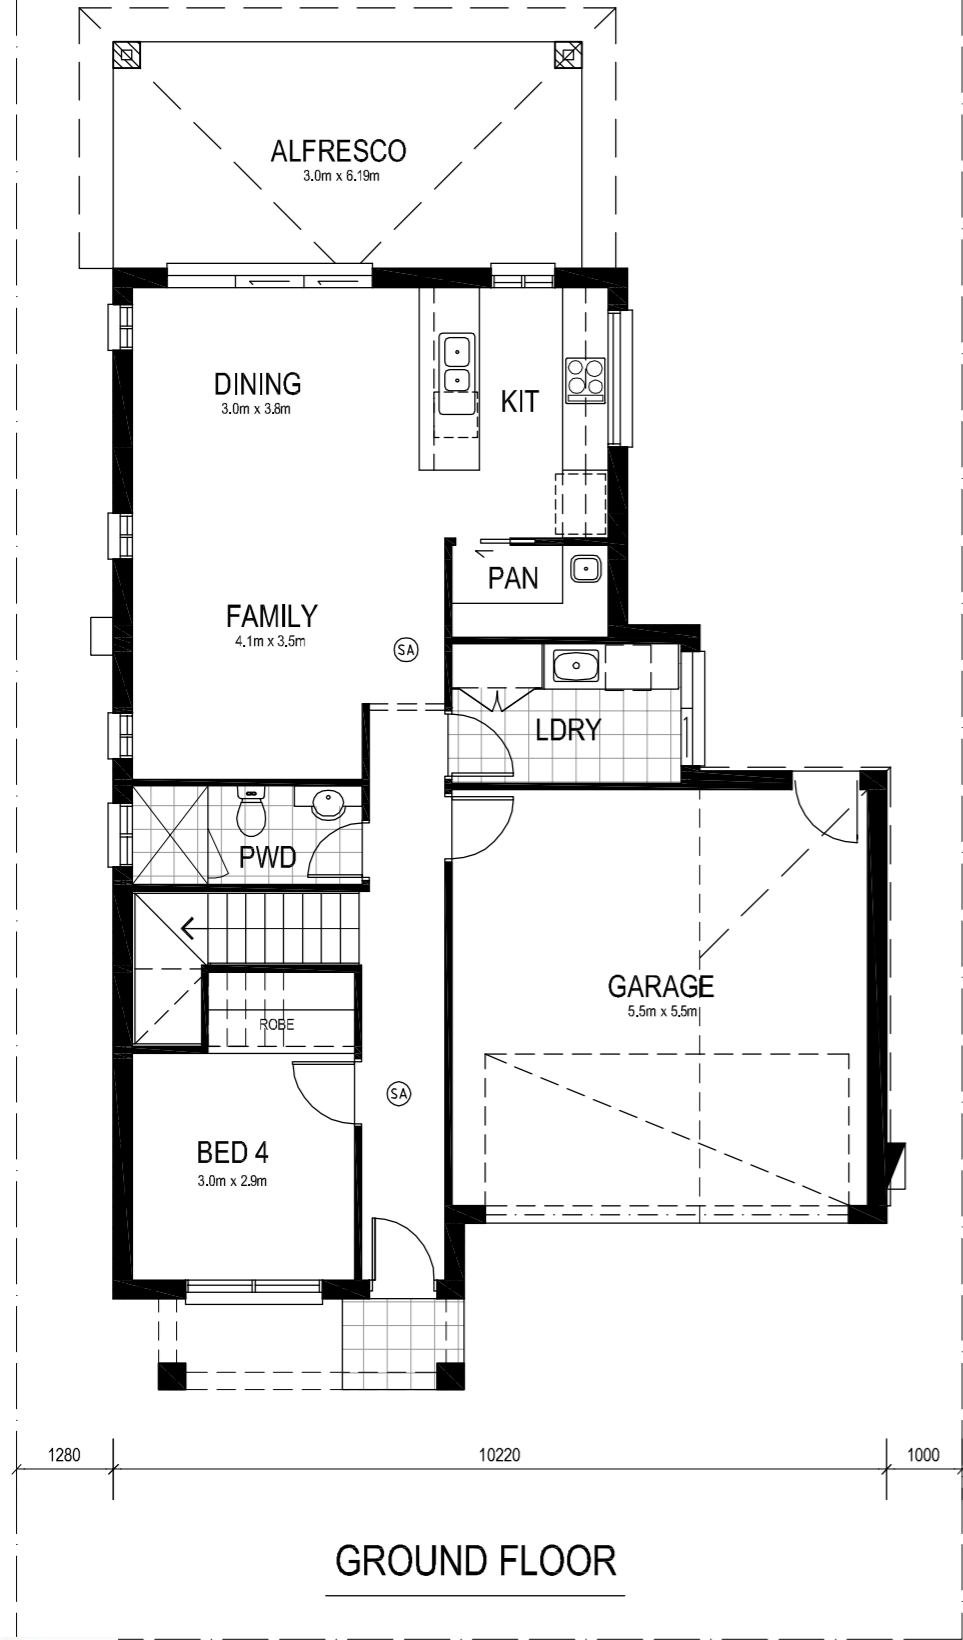 ALFRESCO
3.0m x 6.19m
DINING
3.0m x 3.8m
KIT
PAN
FAMILY
4.1m x 3.5m
SA
LDRY
PWD
GARAGE
5.5m x 5.5m
ROBE
SA
BED 4
3.0m x 2.9m
1280
10220
1000
GROUND FLOOR